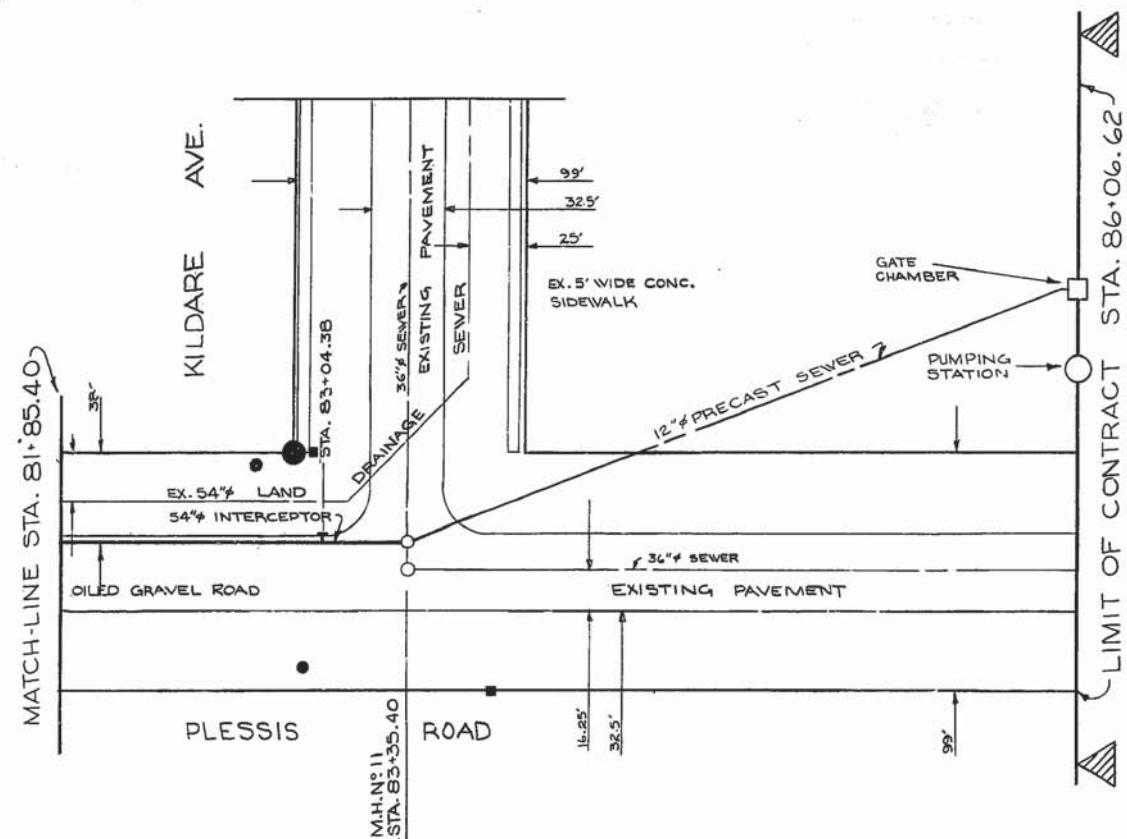 KILDARE AVE.
99'
32.5'
25'
36"⌀ SEWER
EXISTING PAVEMENT
SEWER
EX. 5' WIDE CONC.
SIDEWALK
GATE
CHAMBER
STA. 86+06.62
MATCH-LINE STA. 81+85.40
38'
STA. 83+04.38
12"⌀ PRECAST SEWER
PUMPING
STATION
DRAINAGE
EX. 54"⌀ LAND
54"⌀ INTERCEPTOR
36"⌀ SEWER
OILED GRAVEL ROAD
EXISTING PAVEMENT
LIMIT OF CONTRACT
PLESSIS ROAD
M.H. Nº 11
STA. 83+35.40
16.25'
32.5'
99'